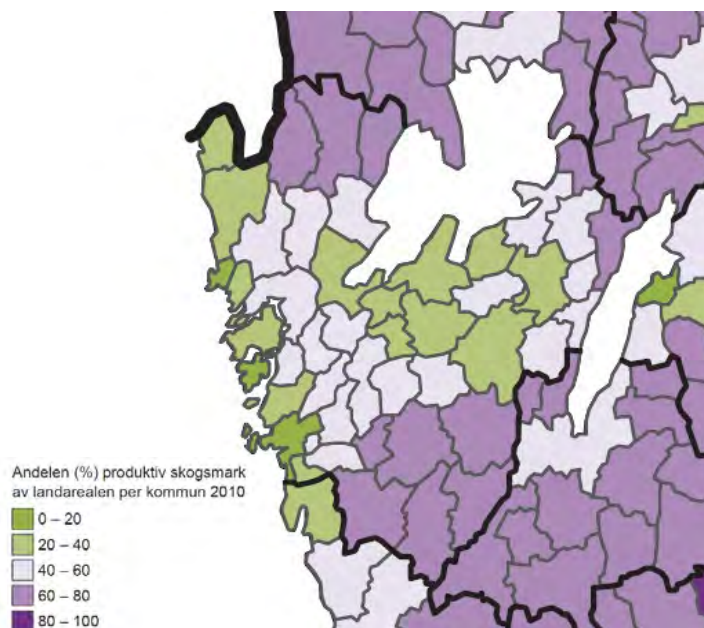 Andelen (%) produktiv skogsmark
av landarealen per kommun 2010
0 – 20
20 – 40
40 – 60
60 – 80
80 – 100